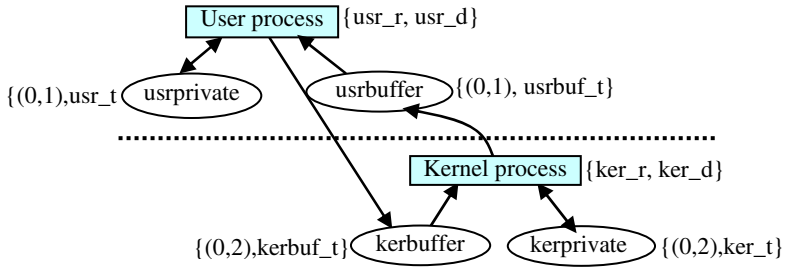 User process {usr_r, usr_d}
{(0,1),usr_t usrprivate usrbuffer {(0,1), usrbuf_t}
Kernel process {ker_r, ker_d}
{(0,2),kerbuf_t} kerbuffer kerprivate {(0,2),ker_t}